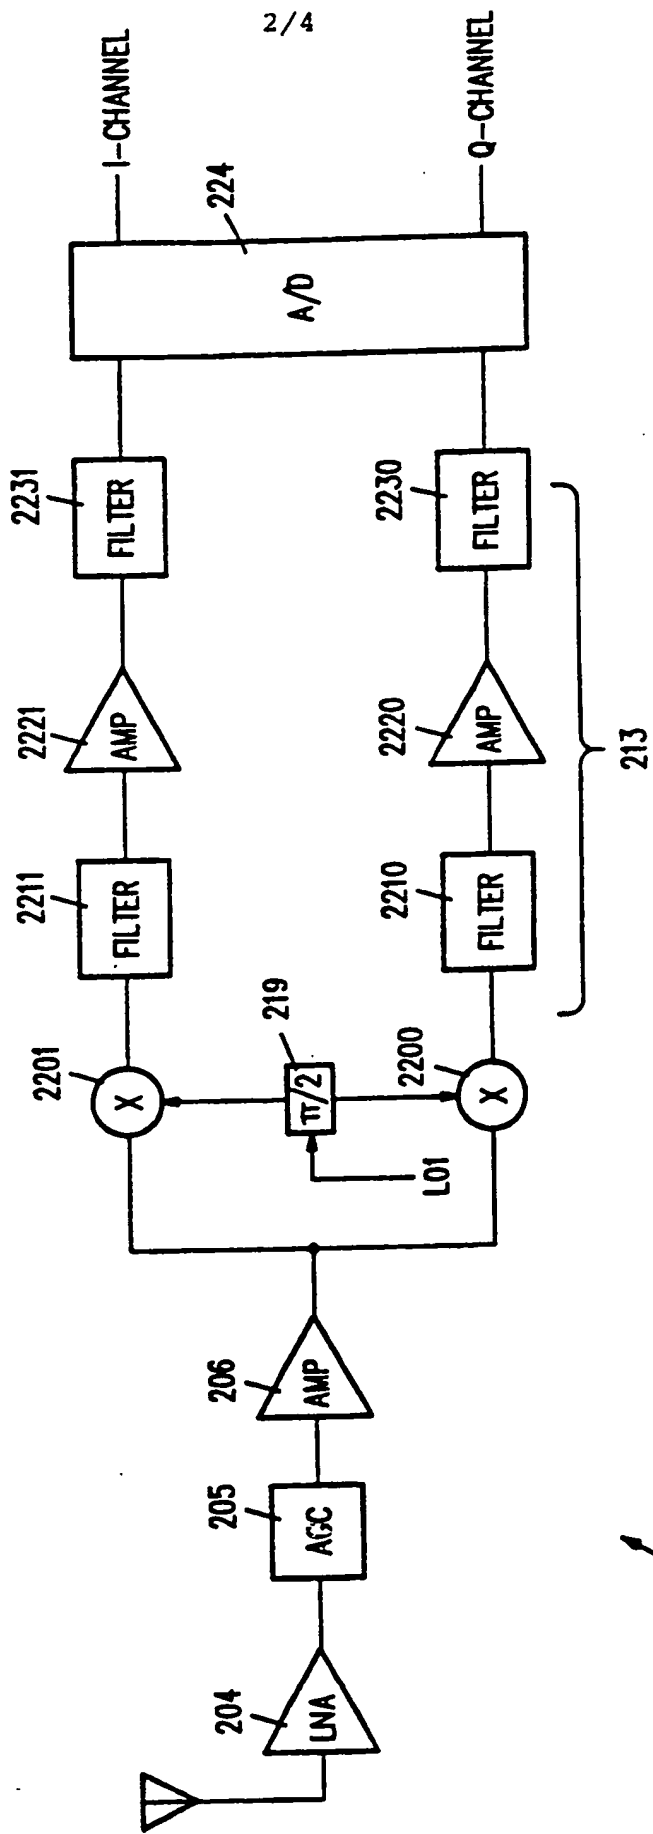 2/4
204
LNA
205
AGC
206
AMP
2201
X
219
π/2
LO1
2200
X
2211
FILTER
2221
AMP
2231
FILTER
2210
FILTER
2220
AMP
2230
FILTER
213
224
A/D
I-CHANNEL
Q-CHANNEL